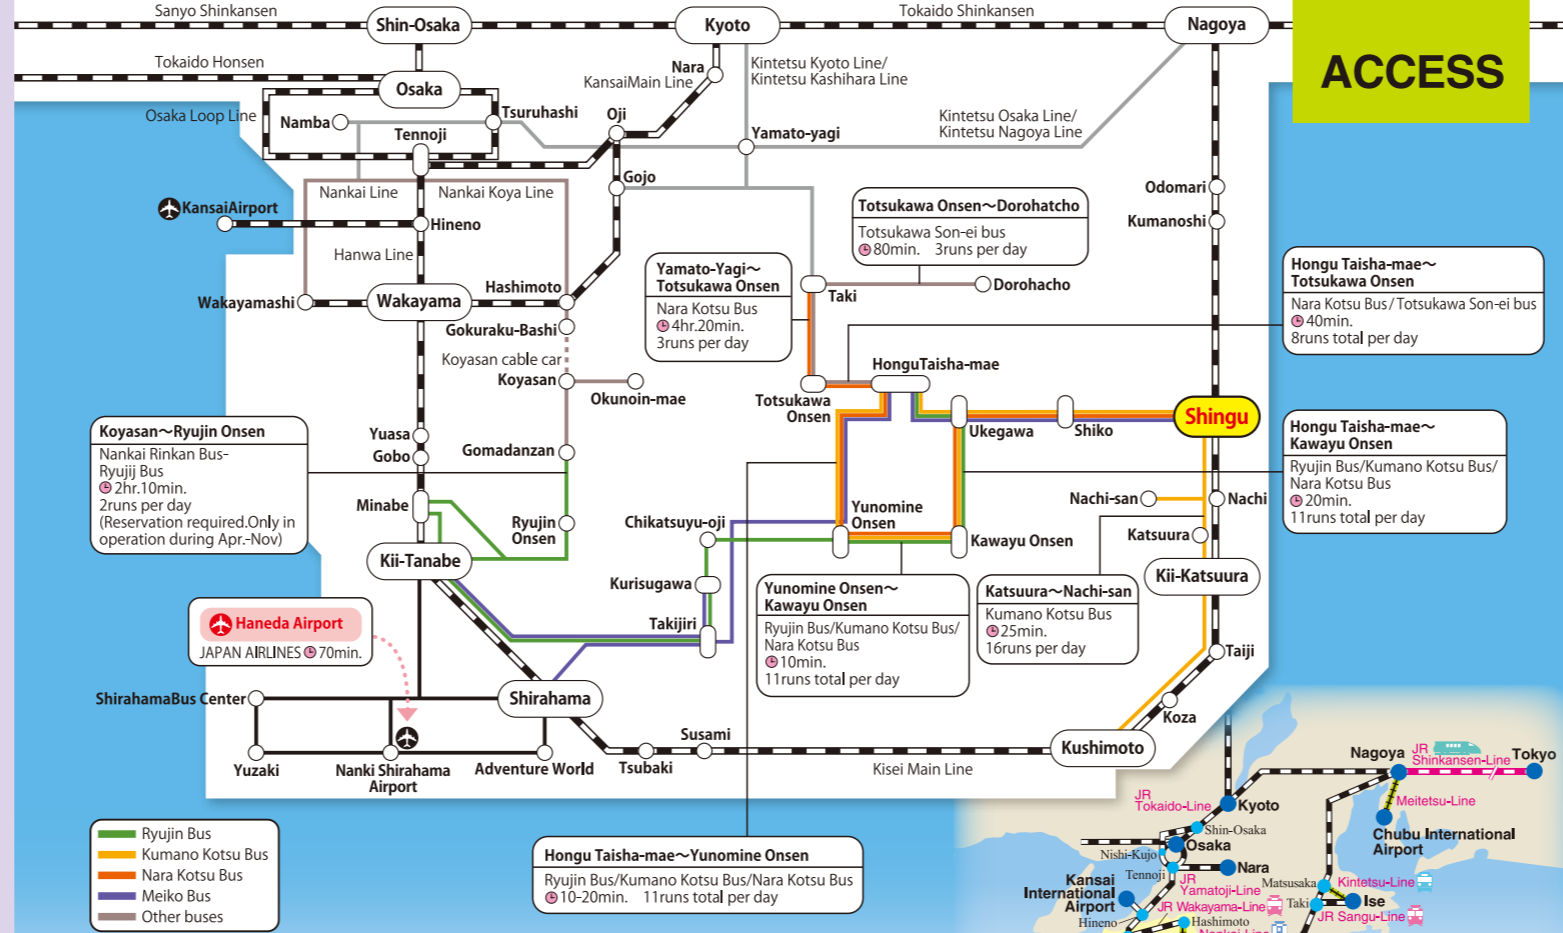 Sanyo Shinkansen
Shin-Osaka
Kyoto
Tokaido Shinkansen
Nagoya
ACCESS
Tokaido Honsen
Osaka
Nara
KansaiMain Line
Kintetsu Kyoto Line/
Kintetsu Kashihara Line
Osaka Loop Line
Namba
Tsuruhashi
Tennoji
Oji
Yamato-yagi
Kintetsu Osaka Line/
Kintetsu Nagoya Line
Nankai Line
Nankai Koya Line
Gojo
Odomari
Kumanoshi
KansaiAirport
Hineno
Hanwa Line
Totsukawa Onsen〜Dorohatcho
Totsukawa Son-ei bus
80min. 3runs per day
Yamato-Yagi〜
Totsukawa Onsen
Nara Kotsu Bus
4hr.20min.
3runs per day
Hongu Taisha-mae〜
Totsukawa Onsen
Nara Kotsu Bus/Totsukawa Son-ei bus
40min.
8runs total per day
Wakayamashi
Wakayama
Hashimoto
Gokuraku-Bashi
Koyasan cable car
Koyasan
Okunoin-mae
Taki
Dorohacho
HonguTaisha-mae
Totsukawa
Onsen
Ukegawa
Shiko
Shingu
Koyasan〜Ryujin Onsen
Nankai Rinkan Bus-
Ryujij Bus
2hr.10min.
2runs per day
(Reservation required.Only in
operation during Apr.-Nov)
Yuasa
Gobo
Gomadanzan
Minabe
Ryujin
Onsen
Kii-Tanabe
Hongu Taisha-mae〜
Kawayu Onsen
Ryujin Bus/Kumano Kotsu Bus/
Nara Kotsu Bus
20min.
11runs total per day
Chikatsuyu-oji
Yunomine
Onsen
Kawayu Onsen
Nachi-san
Nachi
Katsuura
Kii-Katsuura
Kurisugawa
Takijiri
Yunomine Onsen〜
Kawayu Onsen
Ryujin Bus/Kumano Kotsu Bus/
Nara Kotsu Bus
10min.
11runs total per day
Katsuura〜Nachi-san
Kumano Kotsu Bus
25min.
16runs per day
Haneda Airport
JAPAN AIRLINES 70min.
Taiji
ShirahamaBus Center
Shirahama
Koza
Yuzaki
Nanki Shirahama
Airport
Adventure World
Tsubaki
Susami
Kisei Main Line
Kushimoto
Ryujin Bus
Kumano Kotsu Bus
Nara Kotsu Bus
Meiko Bus
Other buses
Hongu Taisha-mae〜Yunomine Onsen
Ryujin Bus/Kumano Kotsu Bus/Nara Kotsu Bus
10-20min. 11runs total per day
Nagoya
JR
Shinkansen-Line
Tokyo
JR
Tokaido-Line
Kyoto
Meitetsu-Line
Shin-Osaka
Chubu International
Airport
Osaka
Nishi-Kujo
Nara
Tennoji
JR
Yamatoji-Line
Kansai
International
Airport
Matsusaka
Kintetsu-Line
Taki
Ise
JR Wakayama-Line
JR Sangu-Line
Hineno
Hashimoto
Nankai-Line